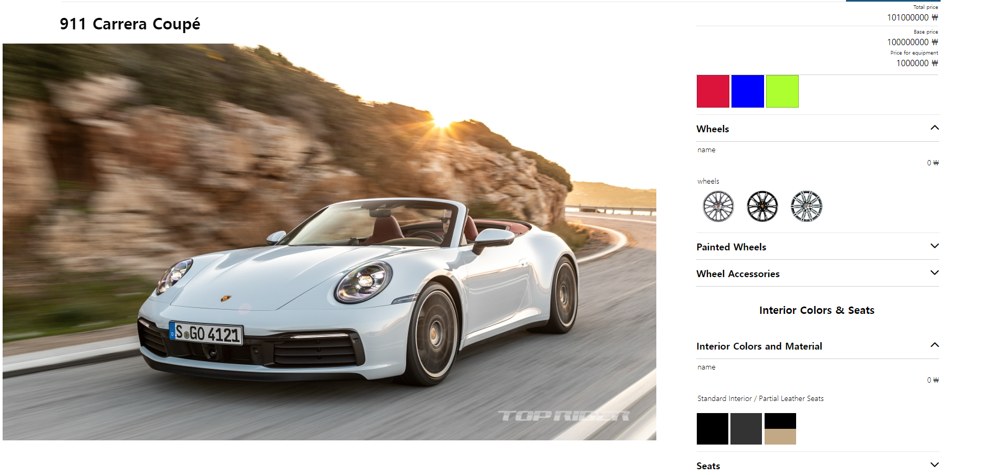 911 Carrera Coupé
Total price
101000000 ₩
Base price
100000000 ₩
Price for equipment
1000000 ₩
Wheels
name
0 ₩
wheels
Painted Wheels
Wheel Accessories
Interior Colors & Seats
Interior Colors and Material
name
0 ₩
Standard Interior / Partial Leather Seats
Seats
S GO 4121
D
TOPRIDER